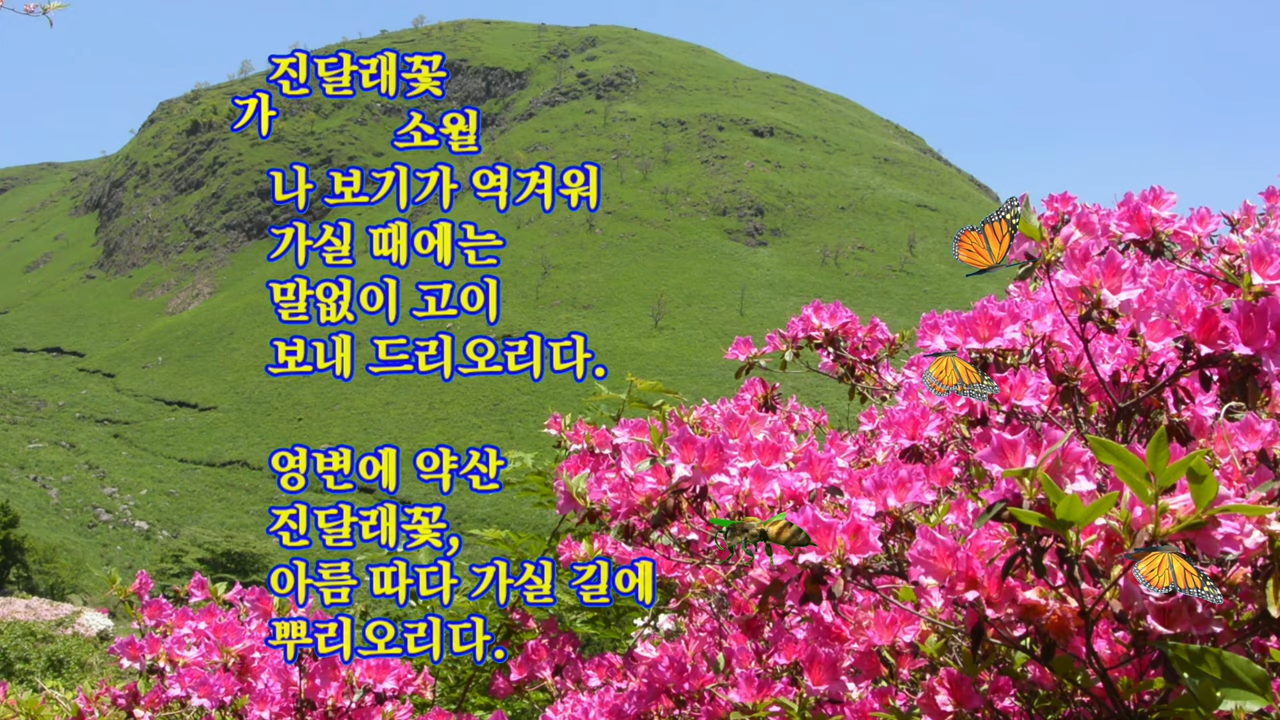 진달래꽃
가
소월
나 보기가 역겨워
가실 때에는
말없이 고이
보내 드리오리다.
영변에 약산
진달래꽃,
아름 따다 가실 길에
뿌리오리다.